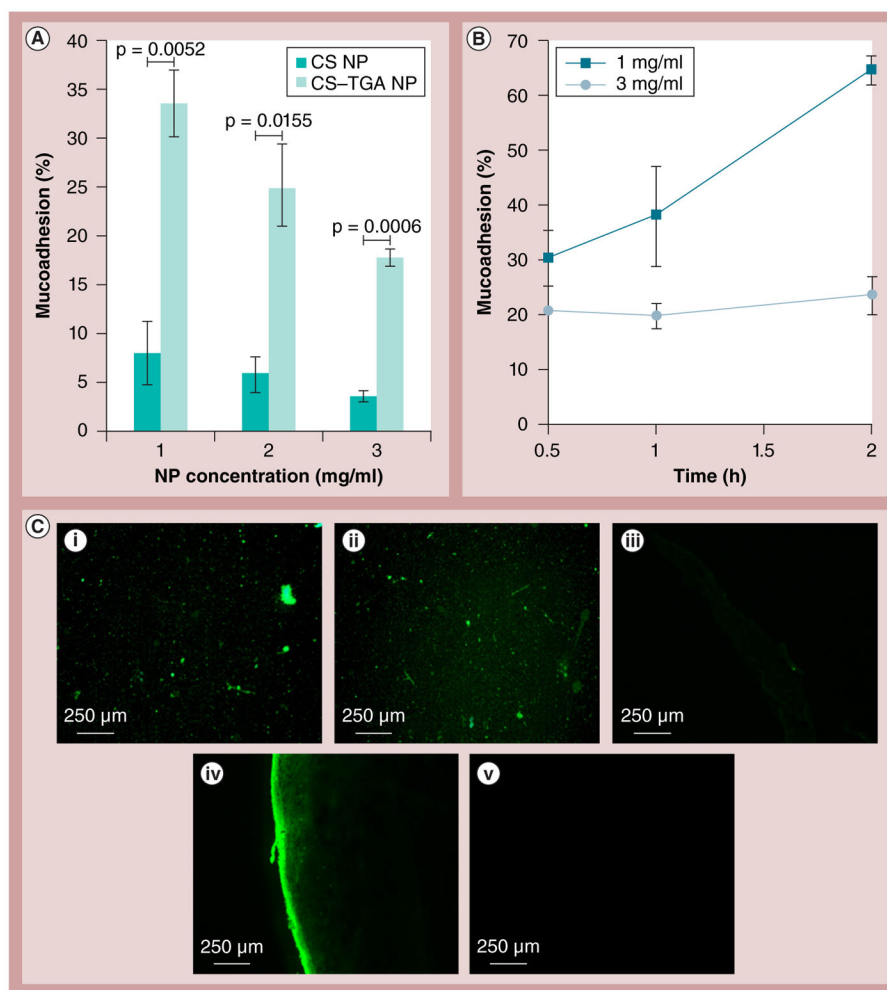 A
40
35
30
25
20
15
10
5
0
Mucoadhesion (%)
p = 0.0052
p = 0.0155
p = 0.0006
CS NP
CS–TGA NP
1 2 3
NP concentration (mg/ml)
B
70
60
50
40
30
20
10
0
Mucoadhesion (%)
1 mg/ml
3 mg/ml
0.5 1 1.5 2
Time (h)
C
i
250 µm
ii
250 µm
iii
250 µm
iv
250 µm
v
250 µm